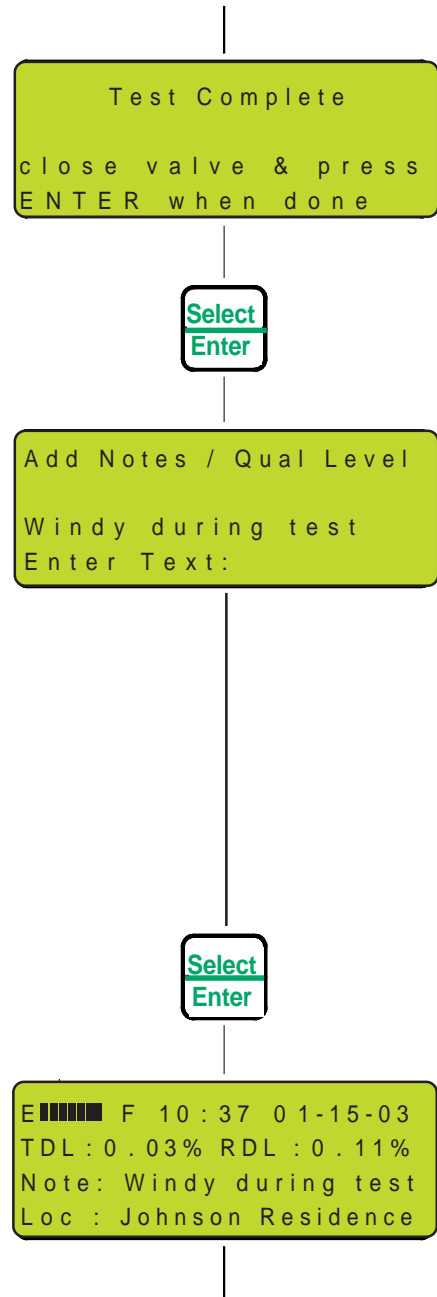 Test Complete
close valve & press
ENTER when done
Select
Enter
Add Notes / Qual Level
Windy during test
Enter Text:
Select
Enter
E F 10:37 01-15-03
TDL:0.03% RDL:0.11%
Note: Windy during test
Loc : Johnson Residence